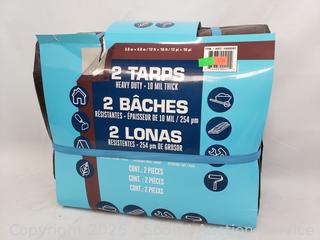 2 TARPS
HEAVY DUTY - 10 MIL THICK
2 BÂCHES
RÉSISTANTES - ÉPAISSEUR DE 10 MIL / 254 µm
2 LONAS
RESISTENTES - 254 µm DE GROSOR
CONT.: 2 PIECES
CONT.: 2 PIÈCES
CONT.: 2 PIEZAS